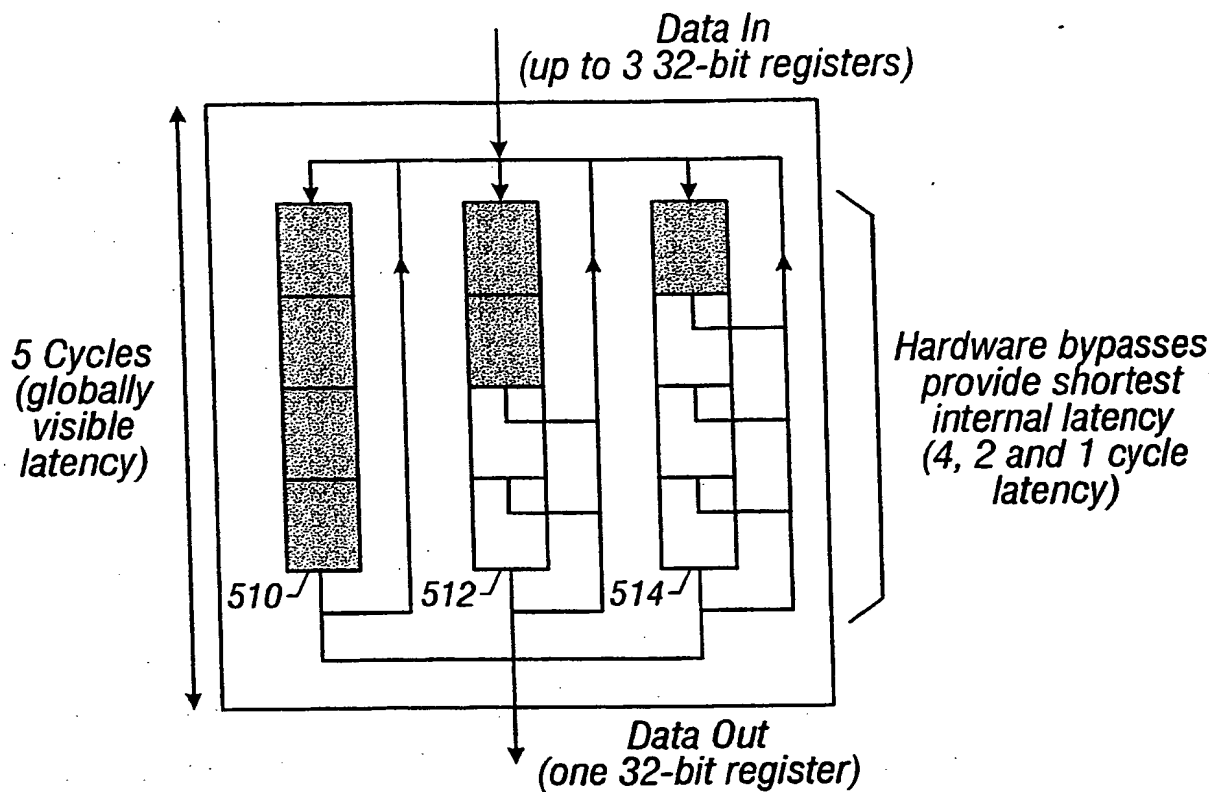 Data In
(up to 3 32-bit registers)
5 Cycles
(globally
visible
latency)
Hardware bypasses
provide shortest
internal latency
(4, 2 and 1 cycle
latency)
510
512
514
Data Out
(one 32-bit register)